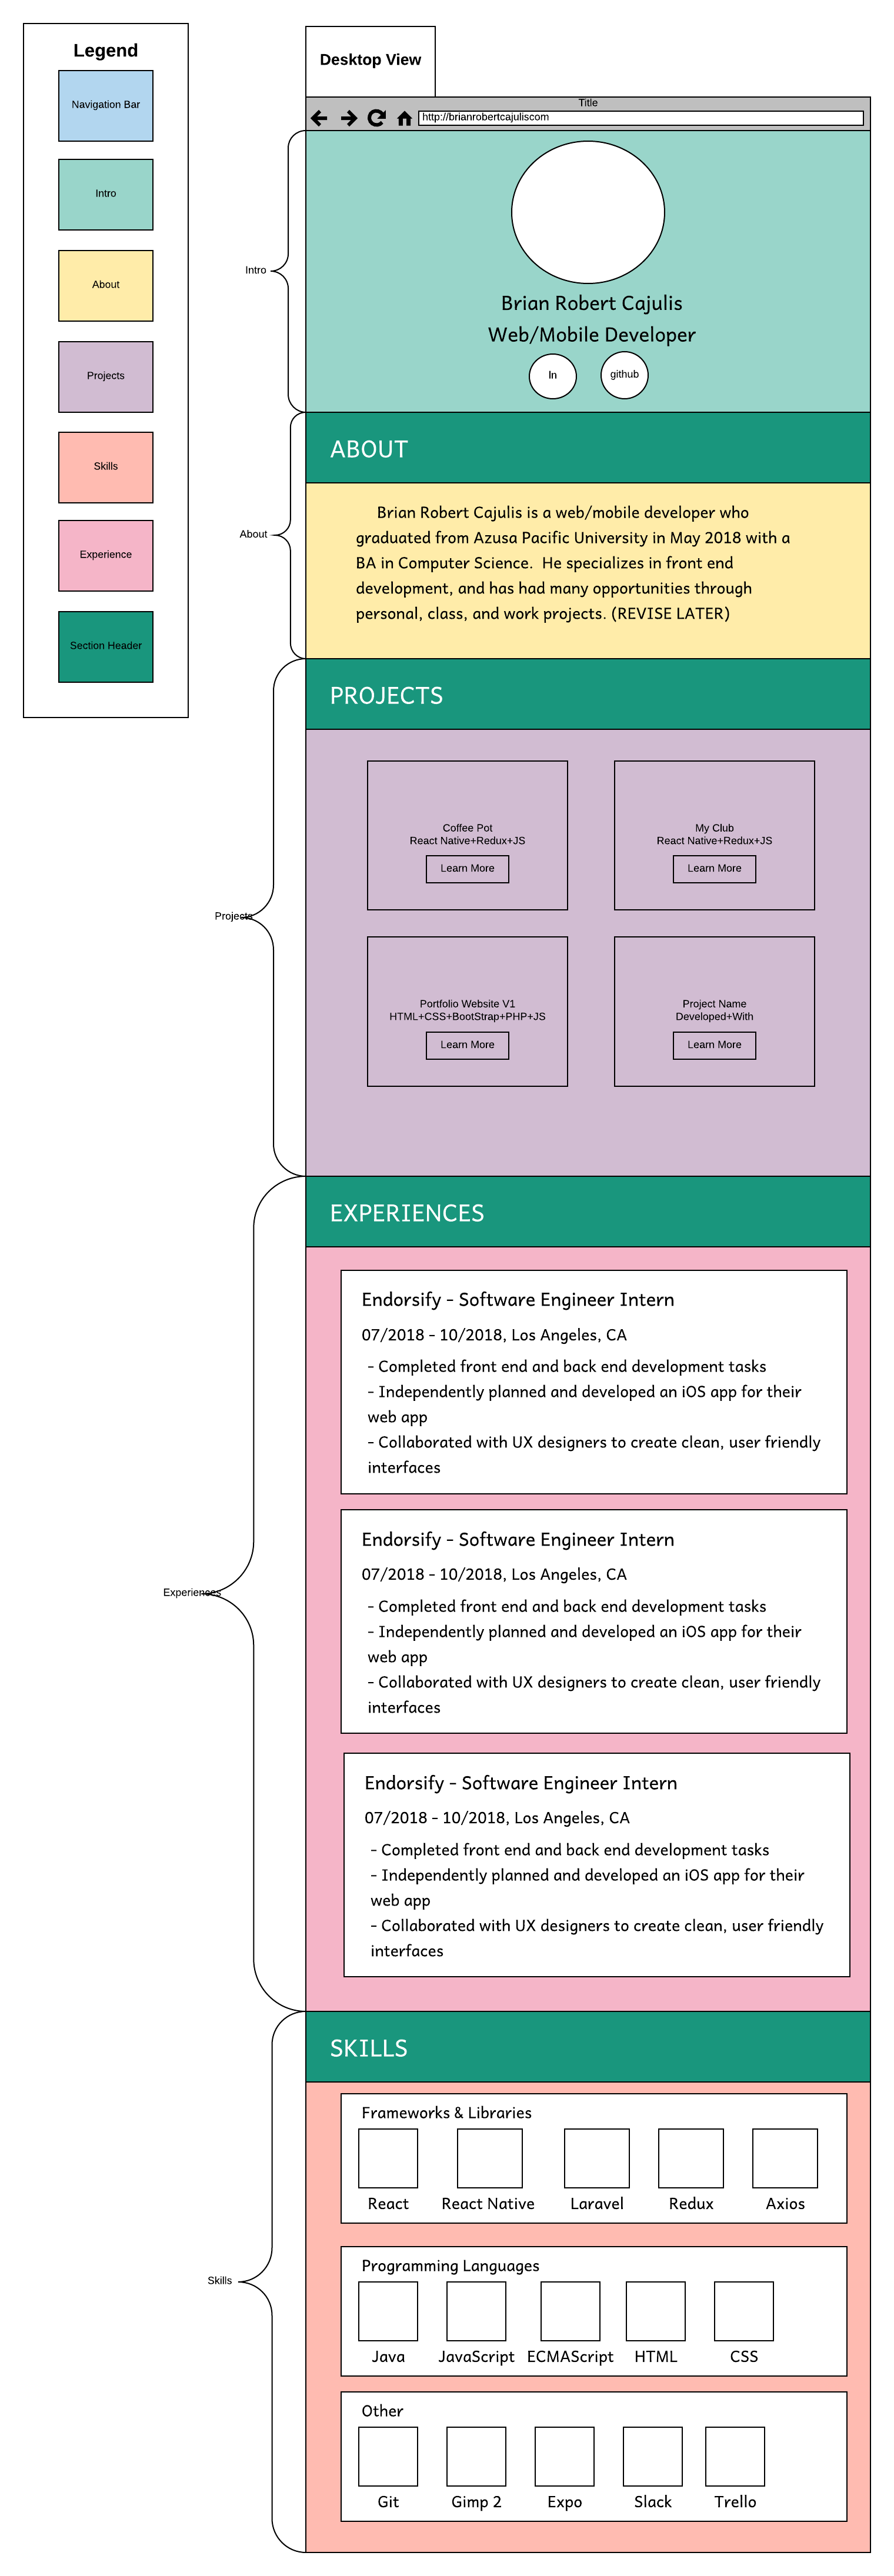 Legend
Navigation Bar
Intro
About
Projects
Skills
Experience
Section Header
Desktop View
Title
http://brianrobertcajuliscom
Intro
Brian Robert Cajulis
Web/Mobile Developer
In
github
About
ABOUT
Brian Robert Cajulis is a web/mobile developer who
graduated from Azusa Pacific University in May 2018 with a
BA in Computer Science. He specializes in front end
development, and has had many opportunities through
personal, class, and work projects. (REVISE LATER)
Projects
PROJECTS
Coffee Pot
React Native+Redux+JS
Learn More
My Club
React Native+Redux+JS
Learn More
Portfolio Website V1
HTML+CSS+BootStrap+PHP+JS
Learn More
Project Name
Developed+With
Learn More
Experiences
EXPERIENCES
Endorsify - Software Engineer Intern
07/2018 - 10/2018, Los Angeles, CA
- Completed front end and back end development tasks
- Independently planned and developed an iOS app for their
web app
- Collaborated with UX designers to create clean, user friendly
interfaces
Endorsify - Software Engineer Intern
07/2018 - 10/2018, Los Angeles, CA
- Completed front end and back end development tasks
- Independently planned and developed an iOS app for their
web app
- Collaborated with UX designers to create clean, user friendly
interfaces
Endorsify - Software Engineer Intern
07/2018 - 10/2018, Los Angeles, CA
- Completed front end and back end development tasks
- Independently planned and developed an iOS app for their
web app
- Collaborated with UX designers to create clean, user friendly
interfaces
Skills
SKILLS
Frameworks & Libraries
React React Native Laravel Redux Axios
Programming Languages
Java JavaScript ECMAScript HTML CSS
Other
Git Gimp 2 Expo Slack Trello